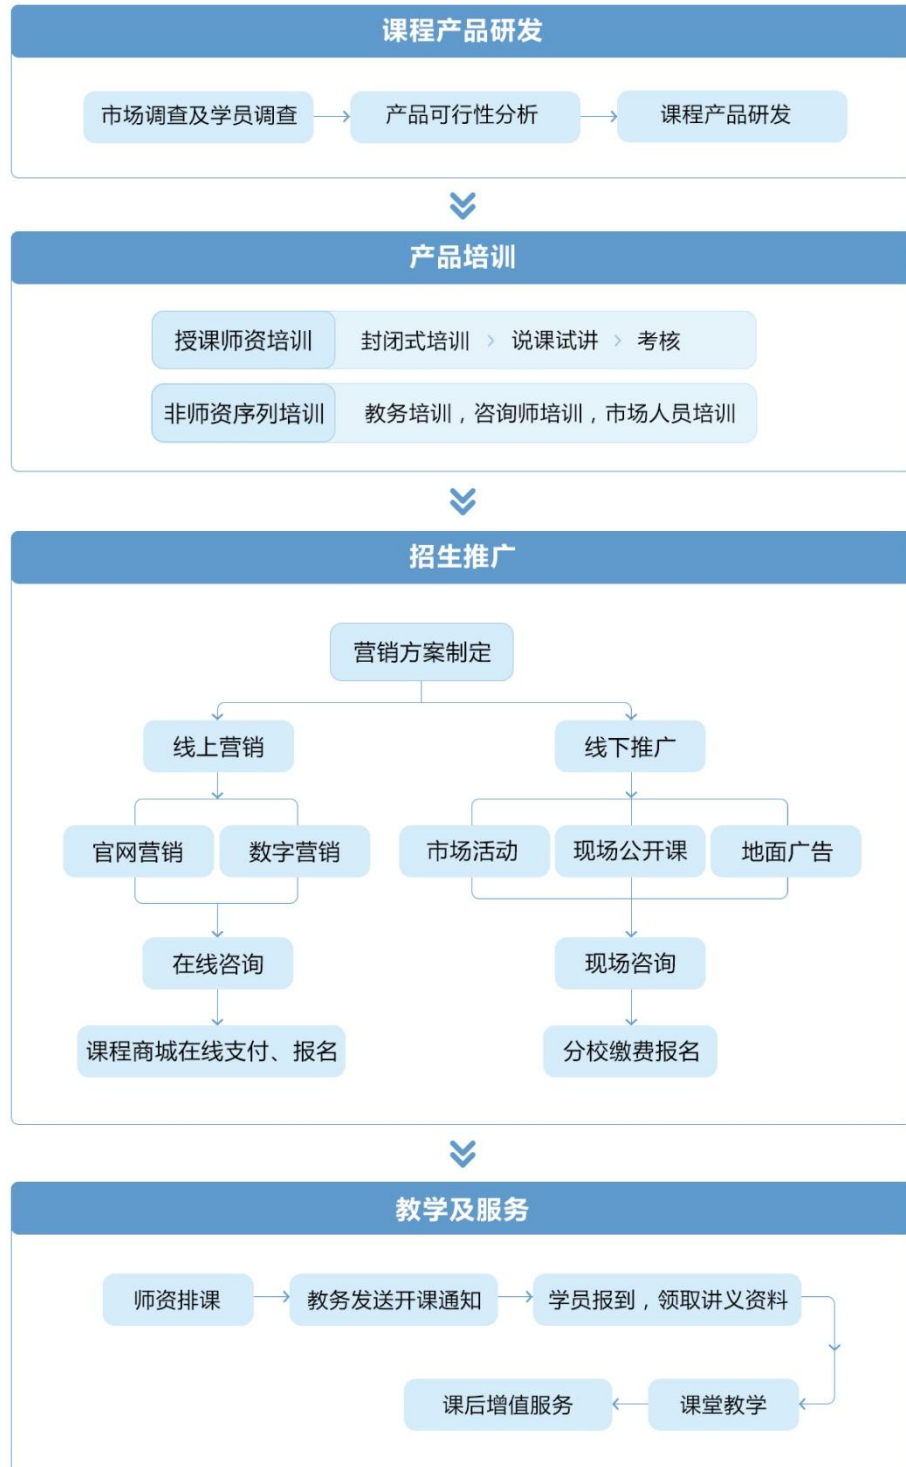 课程产品研发
市场调查及学员调查
产品可行性分析
课程产品研发
产品培训
授课师资培训
封闭式培训 > 说课试讲 > 考核
非师资序列培训
教务培训，咨询师培训，市场人员培训
招生推广
营销方案制定
线上营销
线下推广
官网营销
数字营销
市场活动
现场公开课
地面广告
在线咨询
现场咨询
课程商城在线支付、报名
分校缴费报名
教学及服务
师资排课
教务发送开课通知
学员报到，领取讲义资料
课后增值服务
课堂教学